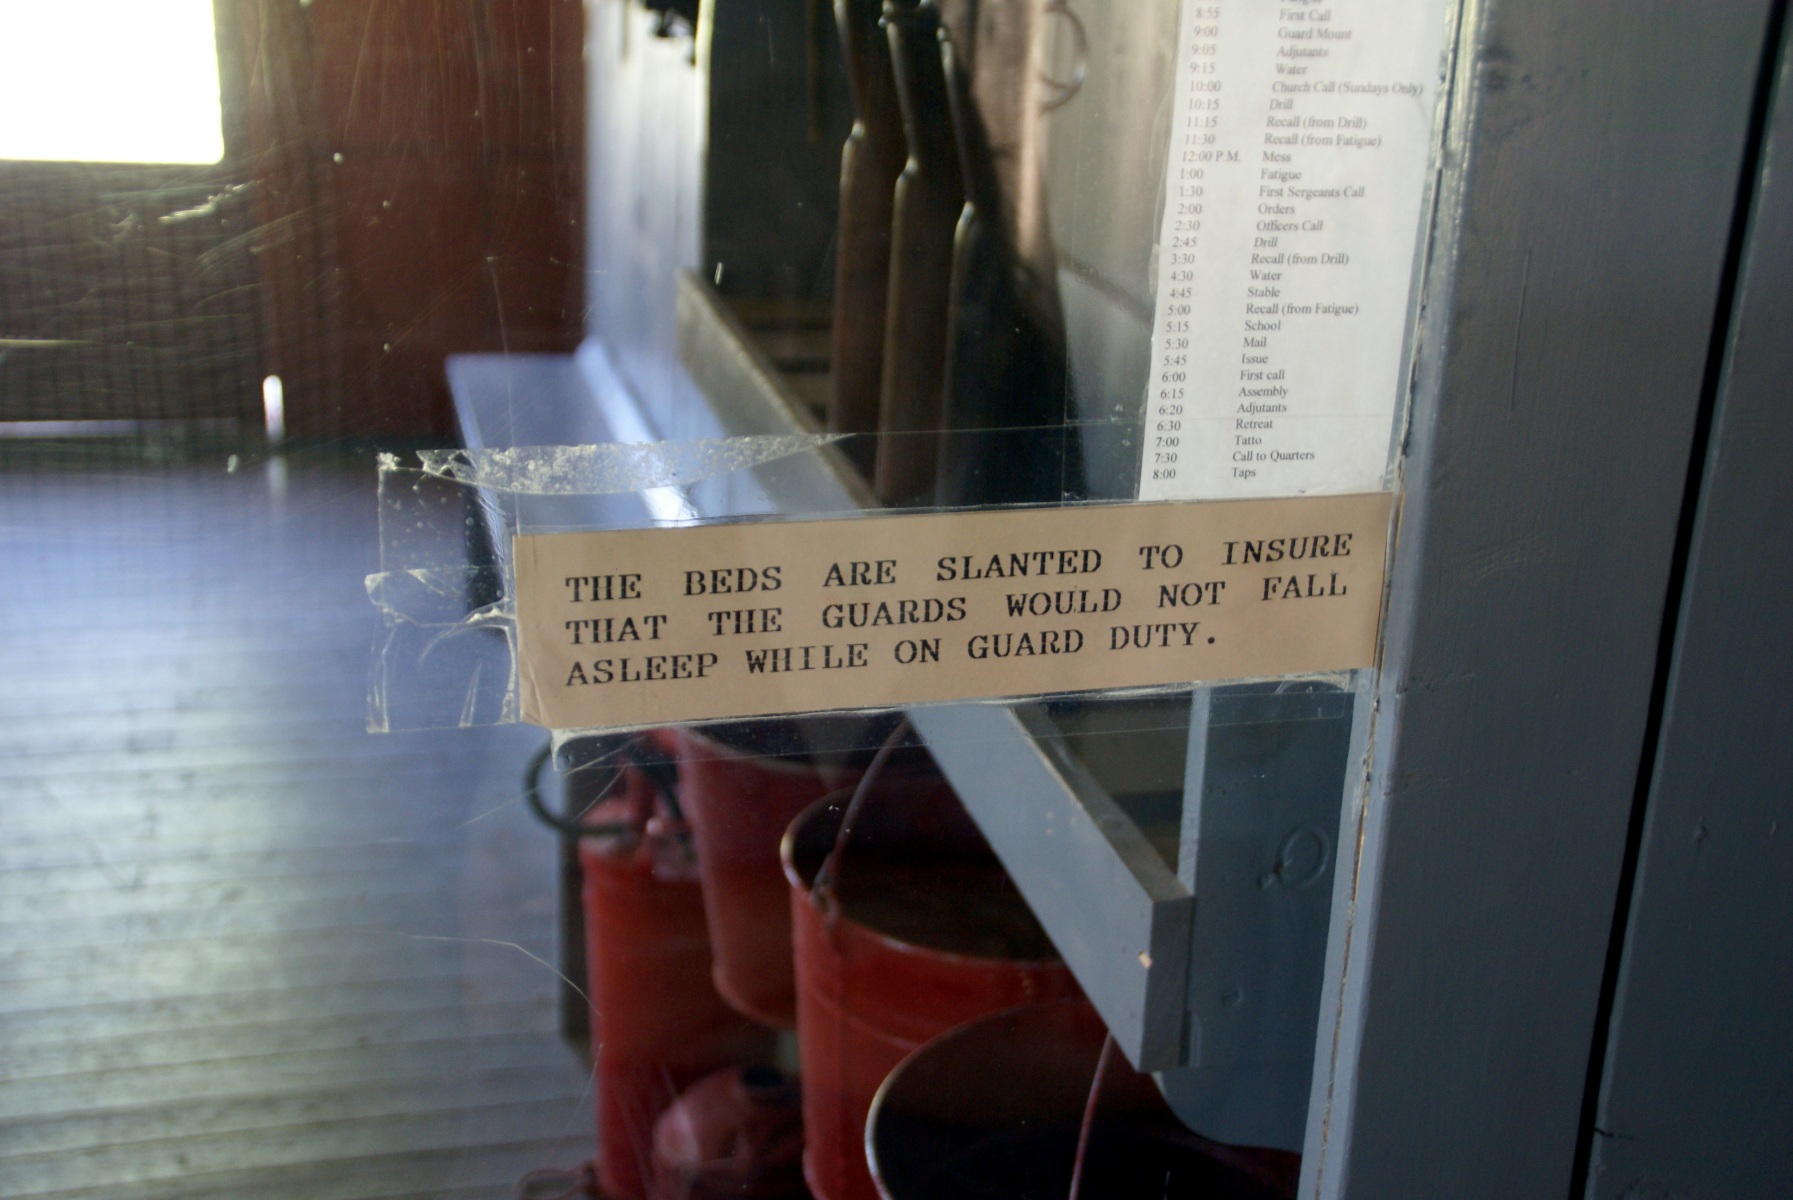 8:55 First Call
9:00 Guard Mount
9:05 Adjutants
9:15 Water
10:00 Church Call (Sundays Only)
10:15 Drill
11:15 Recall (from Drill)
11:30 Recall (from Fatigue)
12:00 P.M. Mess
1:00 Fatigue
1:30 First Sergeants Call
2:00 Orders
2:30 Officers Call
2:45 Drill
3:30 Recall (from Drill)
4:30 Water
4:45 Stable
5:00 Recall (from Fatigue)
5:15 School
5:30 Mail
5:45 Issue
6:00 First call
6:15 Assembly
6:20 Adjutants
6:30 Retreat
7:00 Tatto
7:30 Call to Quarters
8:00 Taps
THE BEDS ARE SLANTED TO INSURE
THAT THE GUARDS WOULD NOT FALL
ASLEEP WHILE ON GUARD DUTY.